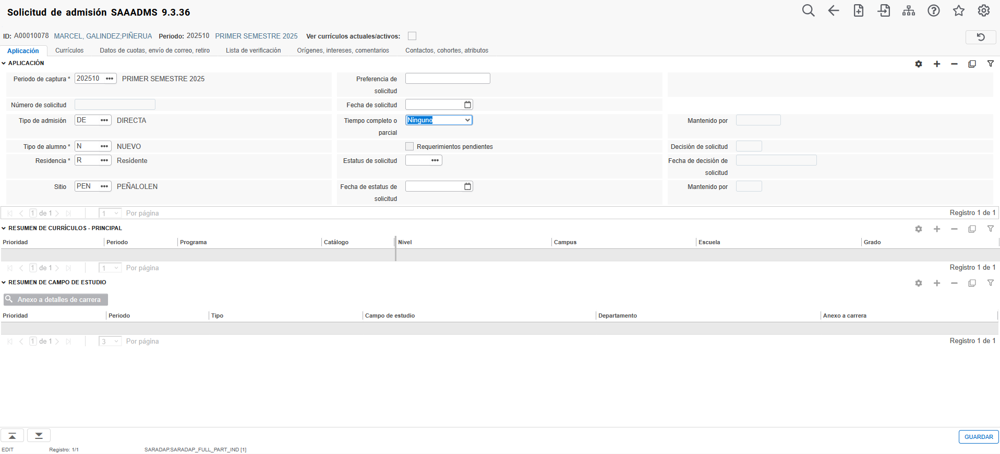 Solicitud de admisión SAAADMS 9.3.36
ID: A00010078 MARCEL, GALINDEZ;PIÑERUA Periodo: 202510 PRIMER SEMESTRE 2025 Ver currículos actuales/activos:
Aplicación Currículos Datos de cuotas, envío de correo, retiro Lista de verificación Orígenes, intereses, comentarios Contactos, cohortes, atributos
APLICACIÓN
Periodo de captura * 202510 ••• PRIMER SEMESTRE 2025 Preferencia de solicitud
Número de solicitud Fecha de solicitud
Tipo de admisión DE ••• DIRECTA Tiempo completo o parcial Ninguno Mantenido por
Tipo de alumno * N ••• NUEVO Requerimientos pendientes Decisión de solicitud
Residencia * R ••• Residente Estatus de solicitud ••• Fecha de decisión de solicitud
Sitio PEN ••• PEÑALOLEN Fecha de estatus de solicitud Mantenido por
1 de 1 1 Por página Registro 1 de 1
RESUMEN DE CURRÍCULOS - PRINCIPAL
Prioridad Periodo Programa Catálogo Nivel Campus Escuela Grado
1 de 1 1 Por página Registro 1 de 1
RESUMEN DE CAMPO DE ESTUDIO
Anexo a detalles de carrera
Prioridad Periodo Tipo Campo de estudio Departamento Anexo a carrera
1 de 1 3 Por página Registro 1 de 1
GUARDAR
EDIT Registro: 1/1 SARADAP.SARADAP_FULL_PART_IND [1]